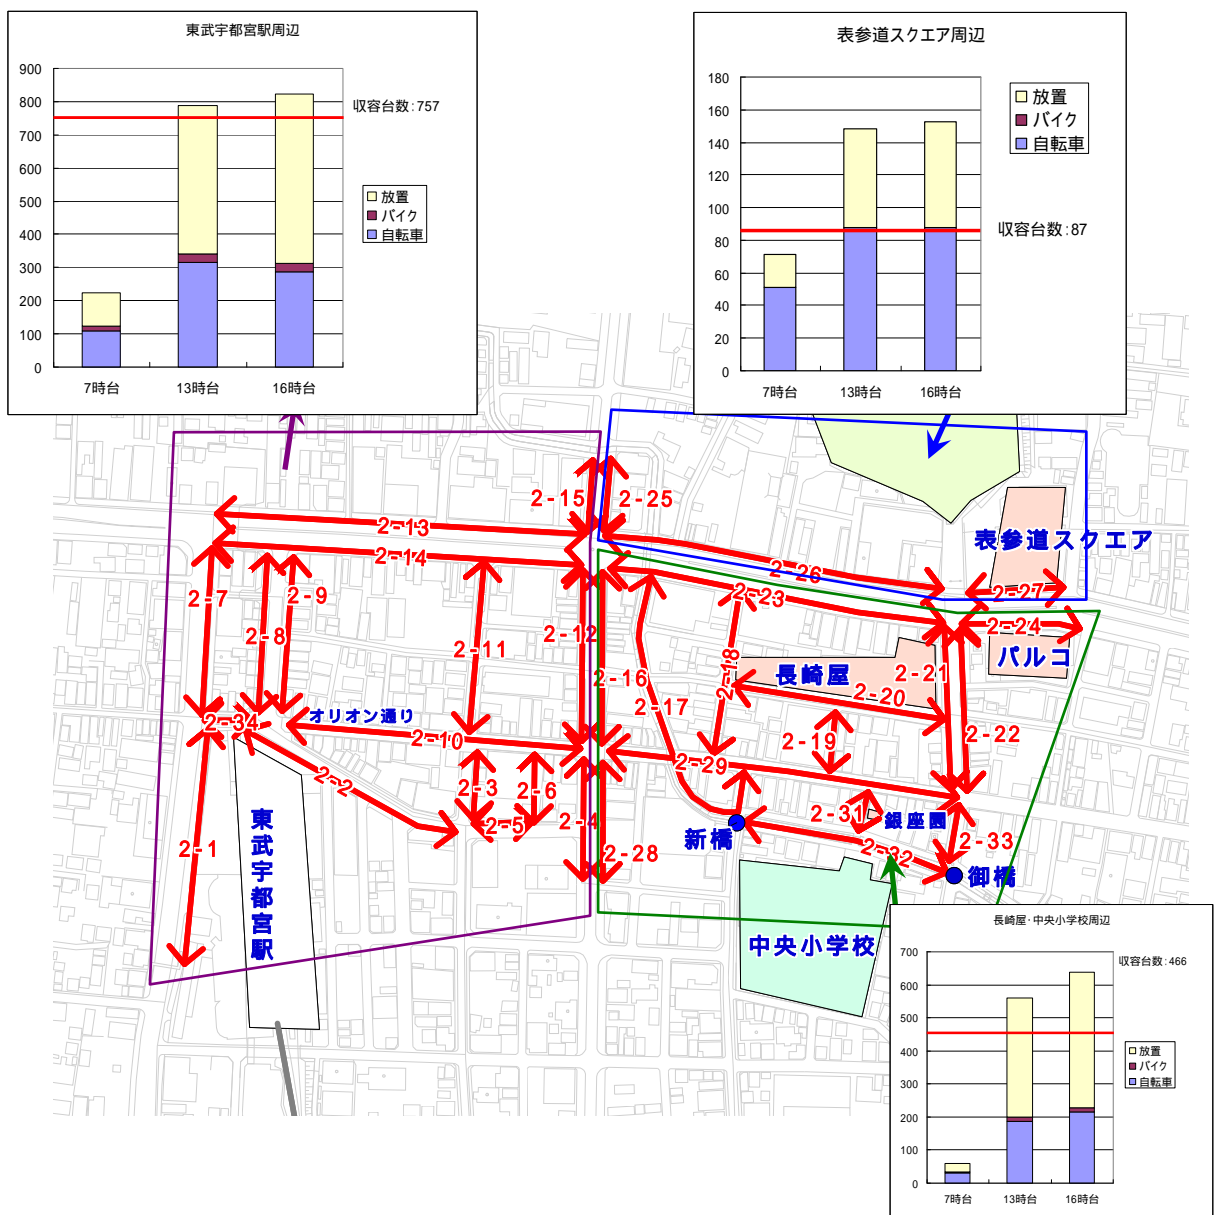 東武宇都宮駅周辺
900
800
700
600
500
400
300
200
100
0
7時台
13時台
16時台
収容台数:757
放置
バイク
自転車
表参道スクエア周辺
180
160
140
120
100
80
60
40
20
0
7時台
13時台
16時台
放置
バイク
自転車
収容台数:87
2-15
2-25
2-13
2-14
2-26
表参道スクエア
2-27
2-7
2-9
2-23
2-8
2-11
2-12
2-24
パルコ
2-16
2-18
長崎屋
2-21
2-20
2-17
2-34
オリオン通り
2-10
2-19
2-22
2-29
2-2
2-3
2-6
2-5
2-4
2-31
銀座園
2-1
東武宇都宮駅
新橋
2-28
2-32
2-33
御橋
中央小学校
長崎屋・中央小学校周辺
700
600
500
400
300
200
100
0
7時台
13時台
16時台
収容台数:466
放置
バイク
自転車